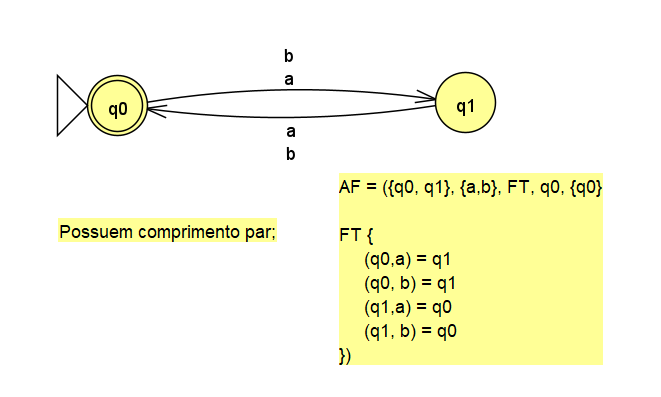 b
a
q0
q1
a
b
Possuem comprimento par;
AF = ({q0, q1}, {a,b}, FT, q0, {q0}
FT {
(q0,a) = q1
(q0, b) = q1
(q1,a) = q0
(q1, b) = q0
})